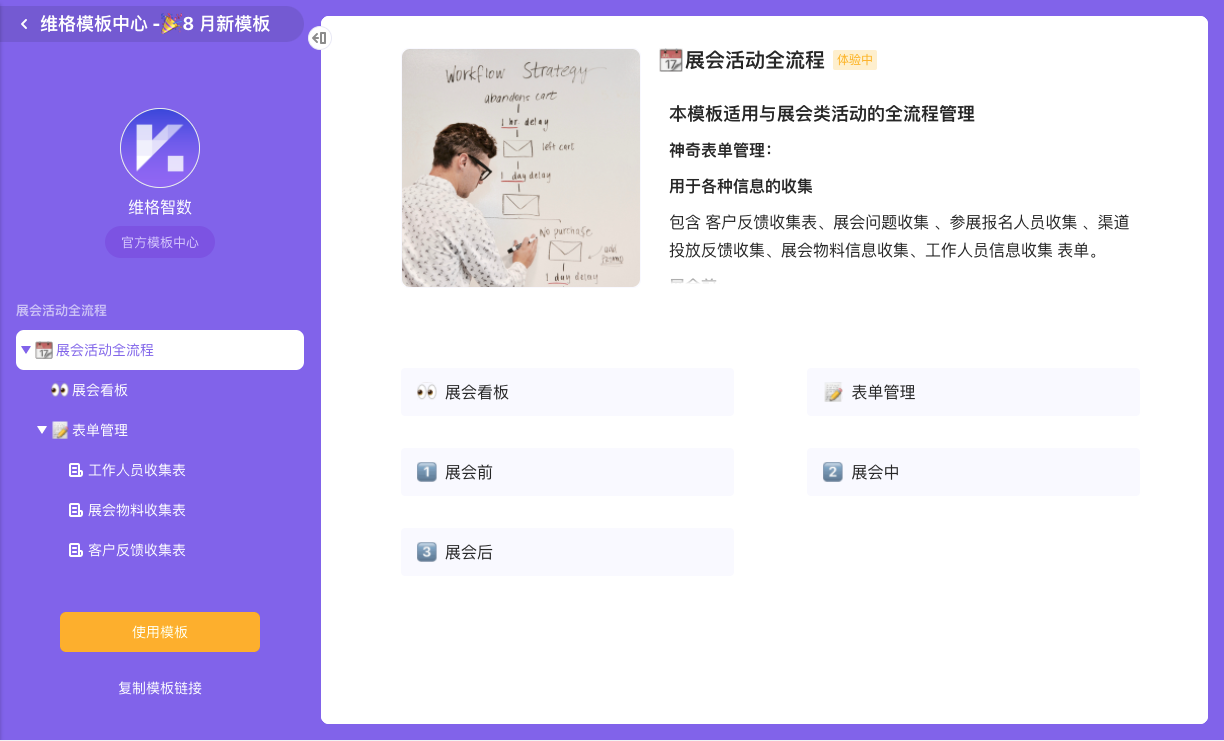 维格模板中心 -🎉8 月新模板
维格智数
官方模板中心
展会活动全流程
展会活动全流程
展会看板
表单管理
工作人员收集表
展会物料收集表
客户反馈收集表
使用模板
复制模板链接
Workflow Strategy
abandone cart
1 hr. delay
left cart
1 day delay
No purchase.
1 day delay
展会活动全流程 体验中
本模板适用与展会类活动的全流程管理
神奇表单管理：
用于各种信息的收集
包含 客户反馈收集表、展会问题收集 、参展报名人员收集 、渠道
投放反馈收集、展会物料信息收集、工作人员信息收集 表单。
展会看板
表单管理
1 展会前
2 展会中
3 展会后